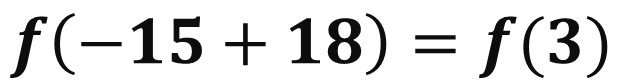 f(−15 + 18) = f(3)